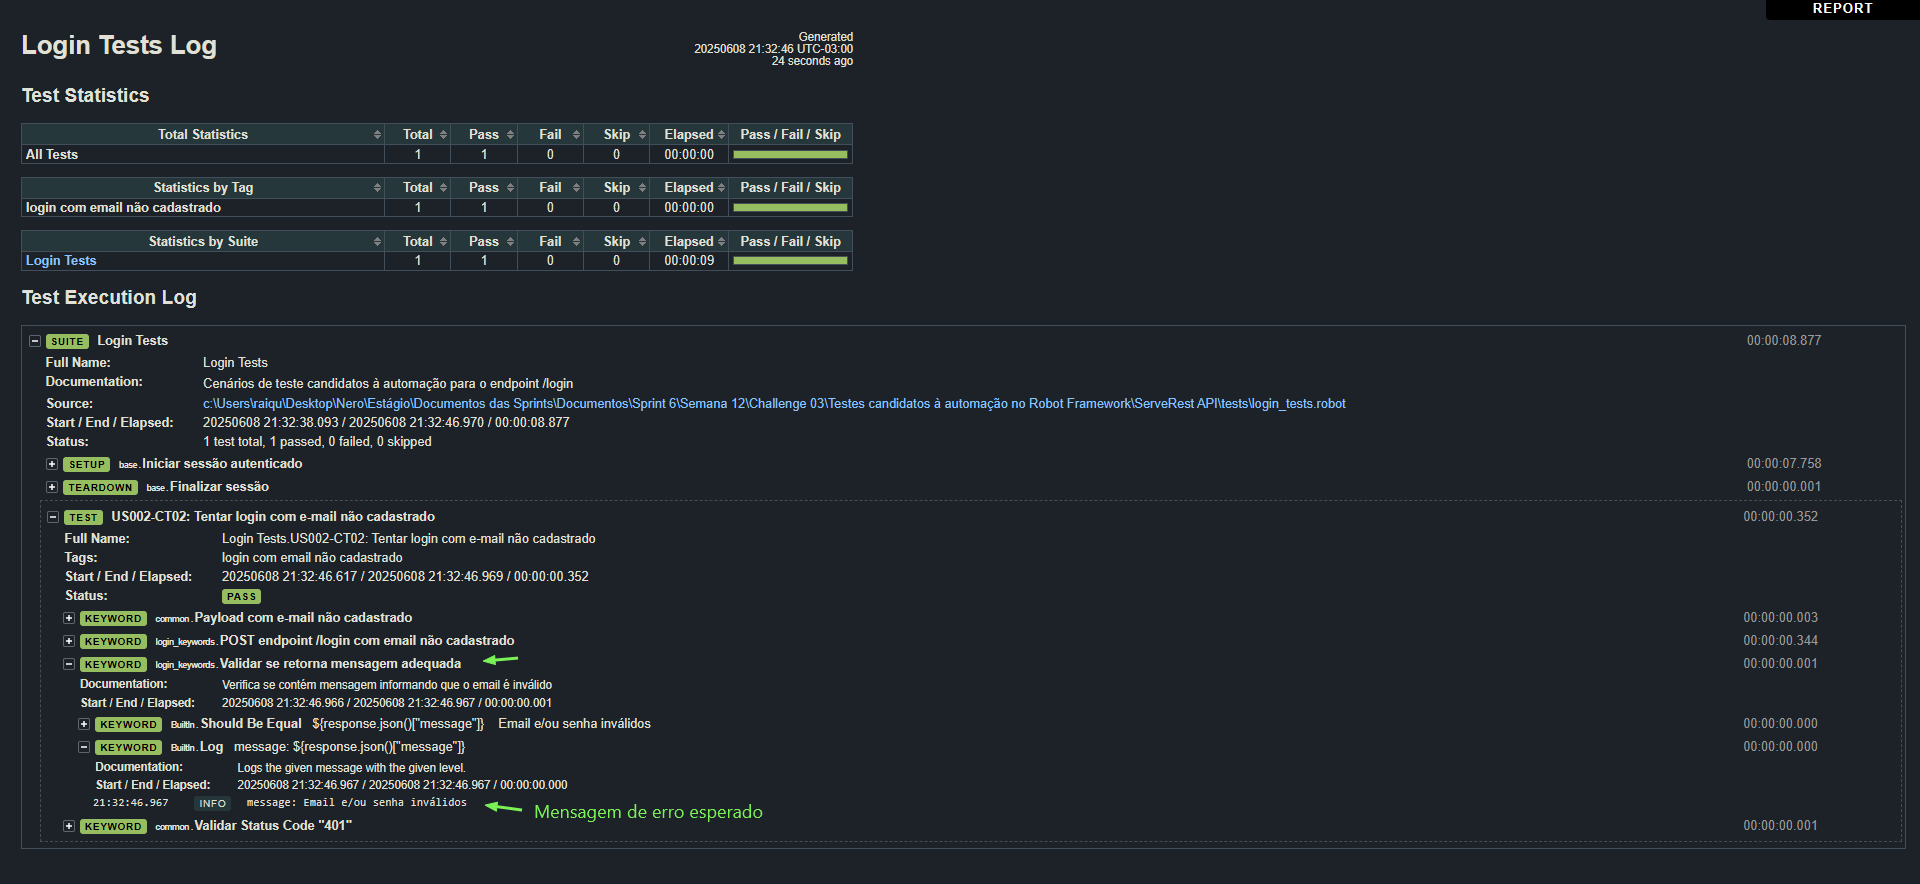 REPORT
Login Tests Log
Generated
20250608 21:32:46 UTC-03:00
24 seconds ago
Test Statistics
Total Statistics Total Pass Fail Skip Elapsed Pass / Fail / Skip
All Tests 1 1 0 0 00:00:00
Statistics by Tag Total Pass Fail Skip Elapsed Pass / Fail / Skip
login com email não cadastrado 1 1 0 0 00:00:00
Statistics by Suite Total Pass Fail Skip Elapsed Pass / Fail / Skip
Login Tests 1 1 0 0 00:00:09
Test Execution Log
SUITE Login Tests 00:00:08.877
Full Name: Login Tests
Documentation: Cenários de teste candidatos à automação para o endpoint /login
Source: c:\Users\raiqu\Desktop\Nero\Estágio\Documentos das Sprints\Documentos\Sprint 6\Semana 12\Challenge 03\Testes candidatos à automação no Robot Framework\ServeRest API\tests\login_tests.robot
Start / End / Elapsed: 20250608 21:32:38.093 / 20250608 21:32:46.970 / 00:00:08.877
Status: 1 test total, 1 passed, 0 failed, 0 skipped
SETUP base.Iniciar sessão autenticado 00:00:07.758
TEARDOWN base.Finalizar sessão 00:00:00.001
TEST US002-CT02: Tentar login com e-mail não cadastrado 00:00:00.352
Full Name: Login Tests.US002-CT02: Tentar login com e-mail não cadastrado
Tags: login com email não cadastrado
Start / End / Elapsed: 20250608 21:32:46.617 / 20250608 21:32:46.969 / 00:00:00.352
Status: PASS
KEYWORD common.Payload com e-mail não cadastrado 00:00:00.003
KEYWORD login_keywords.POST endpoint /login com email não cadastrado 00:00:00.344
KEYWORD login_keywords.Validar se retorna mensagem adequada 00:00:00.001
Documentation: Verifica se contém mensagem informando que o email é inválido
Start / End / Elapsed: 20250608 21:32:46.966 / 20250608 21:32:46.967 / 00:00:00.001
KEYWORD BuiltIn.Should Be Equal ${response.json()["message"]} Email e/ou senha inválidos 00:00:00.000
KEYWORD BuiltIn.Log message: ${response.json()["message"]} 00:00:00.000
Documentation: Logs the given message with the given level.
Start / End / Elapsed: 20250608 21:32:46.967 / 20250608 21:32:46.967 / 00:00:00.000
21:32:46.967 INFO message: Email e/ou senha inválidos
Mensagem de erro esperado
KEYWORD common.Validar Status Code "401" 00:00:00.001